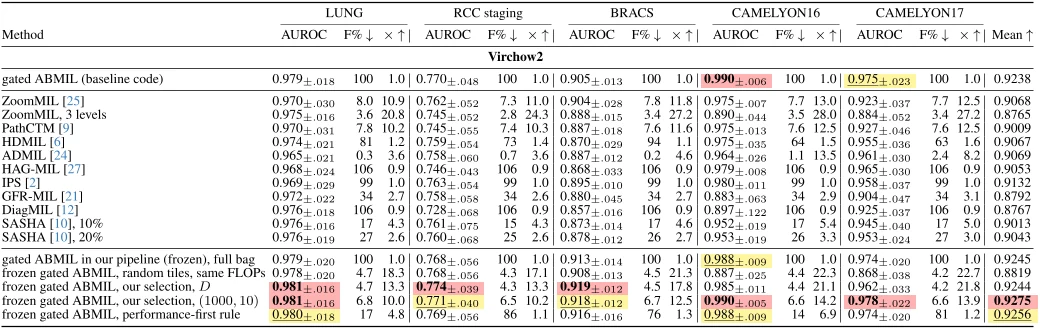 LUNG RCC staging BRACS CAMELYON16 CAMELYON17
Method AUROC F% ↓ × ↑ AUROC F% ↓ × ↑ AUROC F% ↓ × ↑ AUROC F% ↓ × ↑ AUROC F% ↓ × ↑ Mean ↑
Virchow2
gated ABMIL (baseline code) 0.979±.018 100 1.0 0.770±.048 100 1.0 0.905±.013 100 1.0 0.990±.006 100 1.0 0.975±.023 100 1.0 0.9238
ZoomMIL [25] 0.970±.030 8.0 10.9 0.762±.052 7.3 11.0 0.904±.028 7.8 11.8 0.975±.007 7.7 13.0 0.923±.037 7.7 12.5 0.9068
ZoomMIL, 3 levels 0.975±.016 3.6 20.8 0.745±.052 2.8 24.3 0.888±.015 3.4 27.2 0.890±.044 3.5 28.0 0.884±.052 3.4 27.2 0.8765
PathCTM [9] 0.970±.031 7.8 10.2 0.745±.055 7.4 10.3 0.887±.018 7.6 11.6 0.975±.013 7.6 12.5 0.927±.046 7.6 12.5 0.9009
HDMIL [6] 0.974±.021 81 1.2 0.759±.054 73 1.4 0.870±.029 94 1.1 0.975±.035 64 1.5 0.955±.036 63 1.6 0.9067
ADMIL [24] 0.965±.021 0.3 3.6 0.758±.060 0.7 3.6 0.887±.012 0.2 4.6 0.964±.026 1.1 13.5 0.961±.030 2.4 8.2 0.9069
HAG-MIL [27] 0.968±.024 106 0.9 0.746±.043 106 0.9 0.868±.033 106 0.9 0.979±.008 106 0.9 0.965±.030 106 0.9 0.9053
IPS [2] 0.969±.029 99 1.0 0.763±.054 99 1.0 0.895±.010 99 1.0 0.980±.011 99 1.0 0.958±.037 99 1.0 0.9132
GFR-MIL [21] 0.972±.022 34 2.7 0.758±.058 34 2.6 0.880±.045 34 2.7 0.883±.063 34 2.9 0.904±.047 34 3.1 0.8792
DiagMIL [12] 0.976±.018 106 0.9 0.728±.068 106 0.9 0.857±.016 106 0.9 0.897±.122 106 0.9 0.925±.037 106 0.9 0.8767
SASHA [10], 10% 0.976±.016 17 4.3 0.761±.075 15 4.3 0.873±.014 17 4.6 0.952±.019 17 5.4 0.945±.040 17 5.0 0.9013
SASHA [10], 20% 0.976±.019 27 2.6 0.760±.068 25 2.6 0.878±.012 26 2.7 0.953±.019 26 3.3 0.953±.024 27 3.0 0.9043
gated ABMIL in our pipeline (frozen), full bag 0.979±.020 100 1.0 0.768±.056 100 1.0 0.913±.014 100 1.0 0.988±.009 100 1.0 0.974±.020 100 1.0 0.9245
frozen gated ABMIL, random tiles, same FLOPs 0.978±.020 4.7 18.3 0.768±.056 4.3 17.1 0.908±.013 4.5 21.3 0.887±.025 4.4 22.3 0.868±.038 4.2 22.7 0.8819
frozen gated ABMIL, our selection, D 0.981±.016 4.7 13.3 0.774±.039 4.3 13.3 0.919±.012 4.5 17.8 0.985±.011 4.4 21.1 0.962±.033 4.2 21.8 0.9244
frozen gated ABMIL, our selection, (1000, 10) 0.981±.016 6.8 10.0 0.771±.040 6.5 10.2 0.918±.012 6.7 12.5 0.990±.005 6.6 14.2 0.978±.022 6.6 13.9 0.9275
frozen gated ABMIL, performance-first rule 0.980±.018 17 4.8 0.769±.056 86 1.1 0.916±.016 76 1.3 0.988±.009 14 6.9 0.974±.020 81 1.2 0.9256